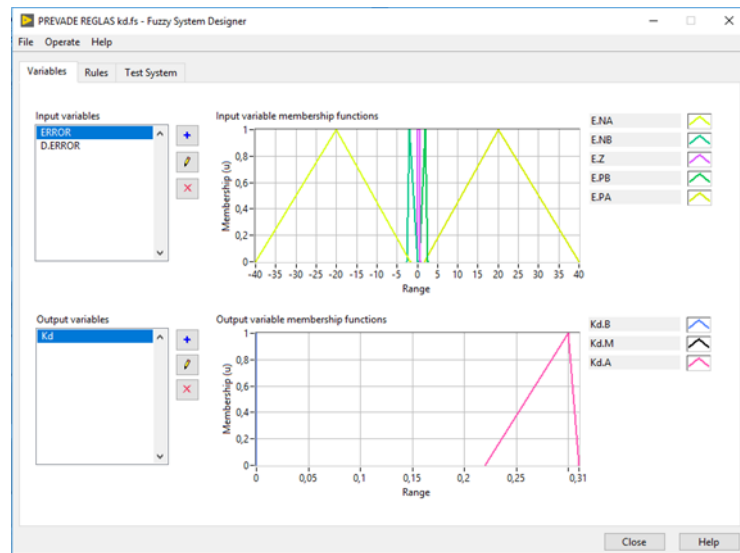 PREVADE REGLAS kd.fs - Fuzzy System Designer
File Operate Help
Variables Rules Test System
Input variables
ERROR
D.ERROR
Input variable membership functions
Membership (u)
1
0,8
0,6
0,4
0,2
0
-40 -35 -30 -25 -20 -15 -10 -5 0 5 10 15 20 25 30 35 40
Range
E.NA
E.NB
E.Z
E.PB
E.PA
Output variables
Kd
Output variable membership functions
Membership (u)
1
0,8
0,6
0,4
0,2
0
0 0,05 0,1 0,15 0,2 0,25 0,31
Range
Kd.B
Kd.M
Kd.A
Close Help